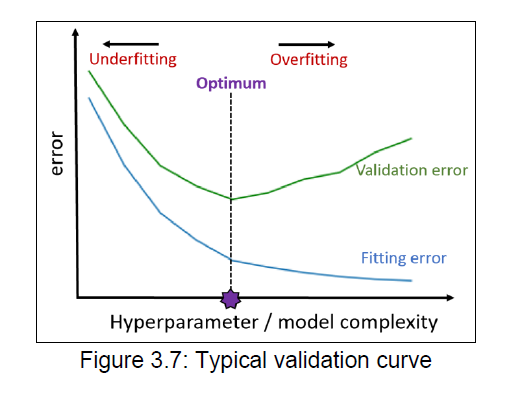 Underfitting
Overfitting
Optimum
error
Validation error
Fitting error
Hyperparameter / model complexity
Figure 3.7: Typical validation curve